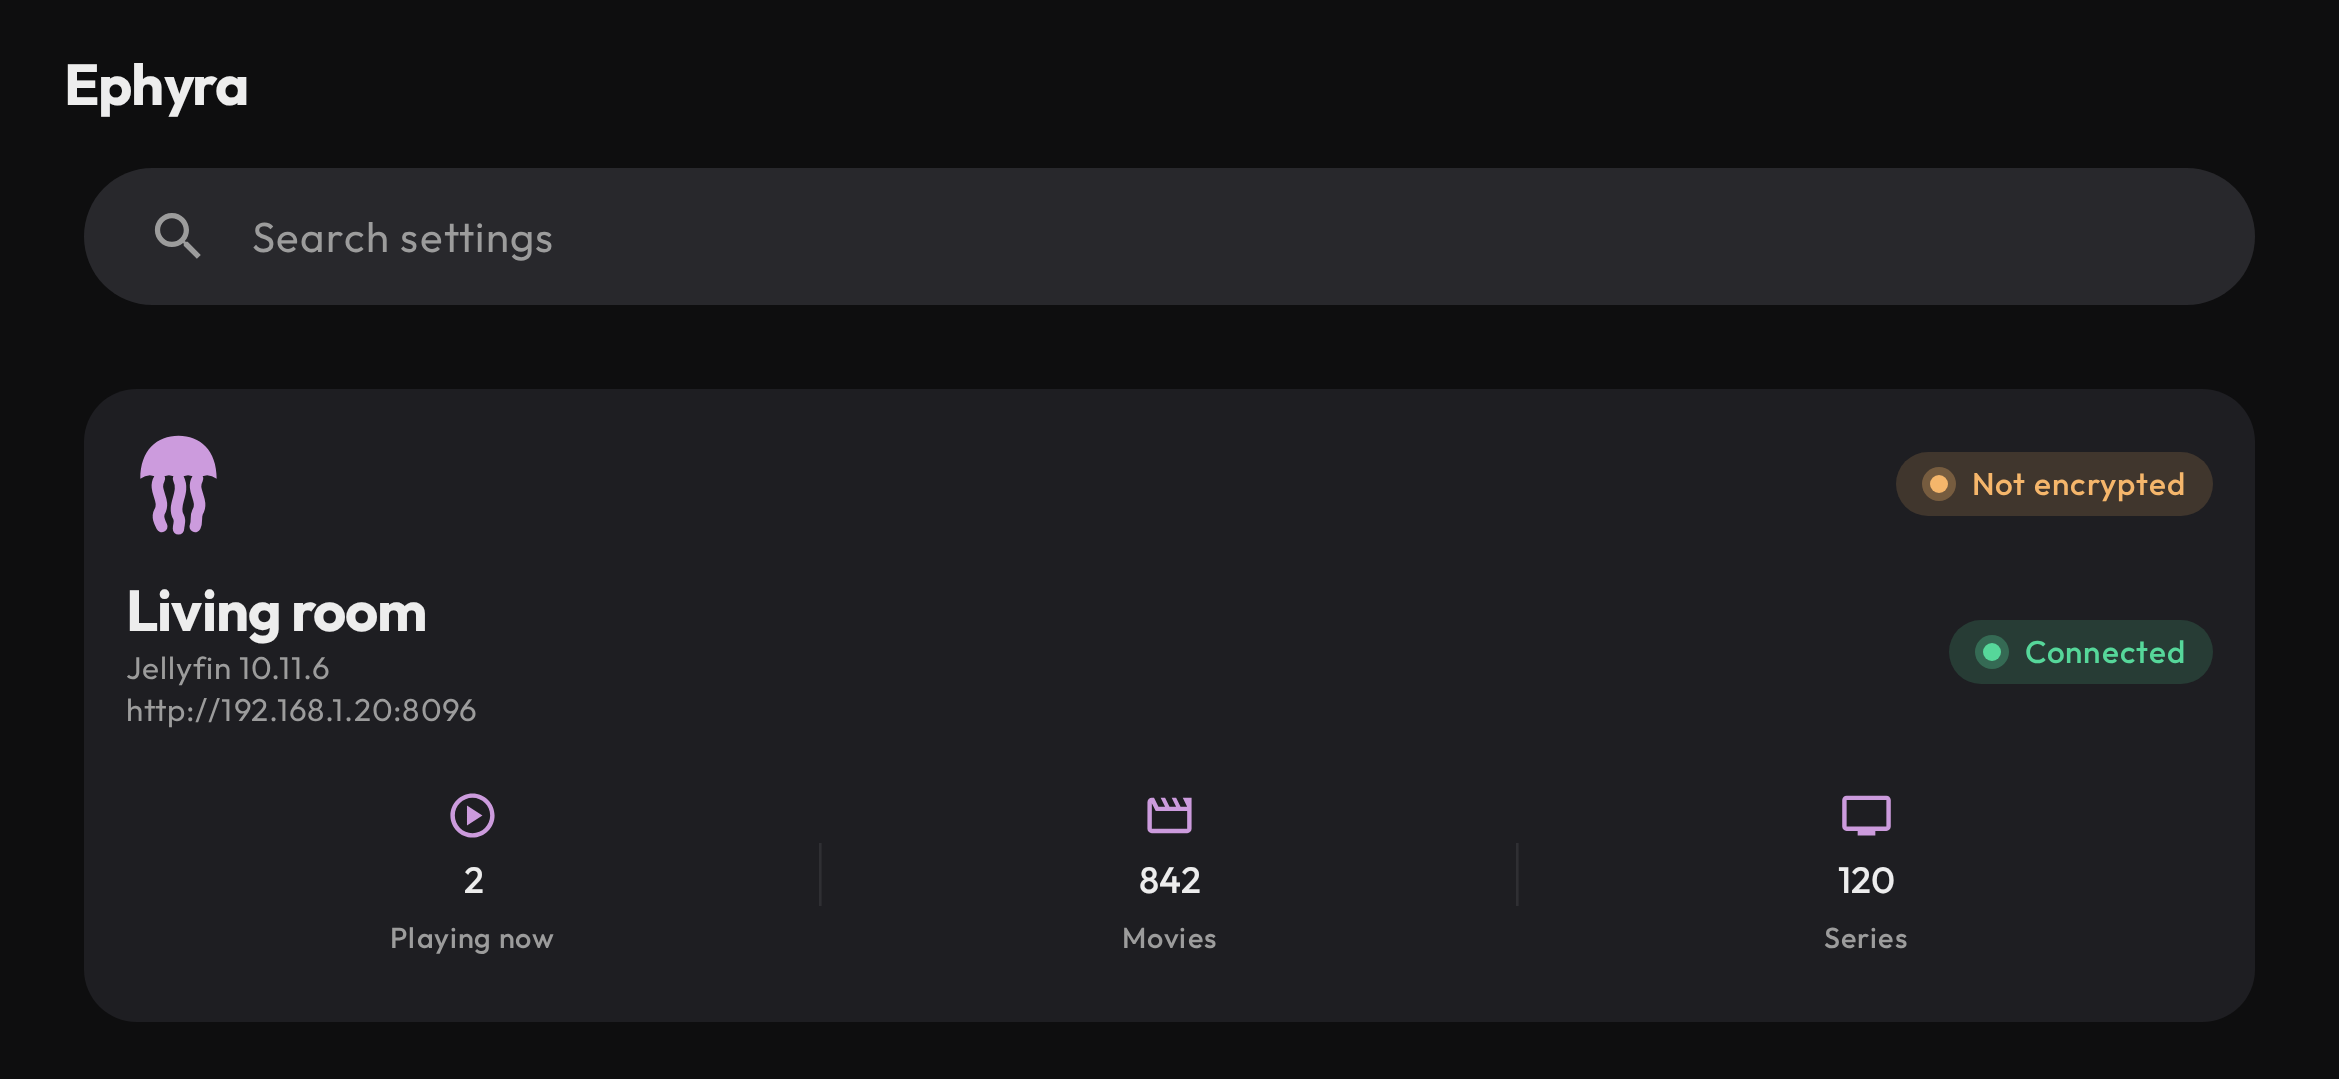 Ephyra
Search settings
Not encrypted
Living room
Jellyfin 10.11.6
http://192.168.1.20:8096
Connected
2
Playing now
842
Movies
120
Series